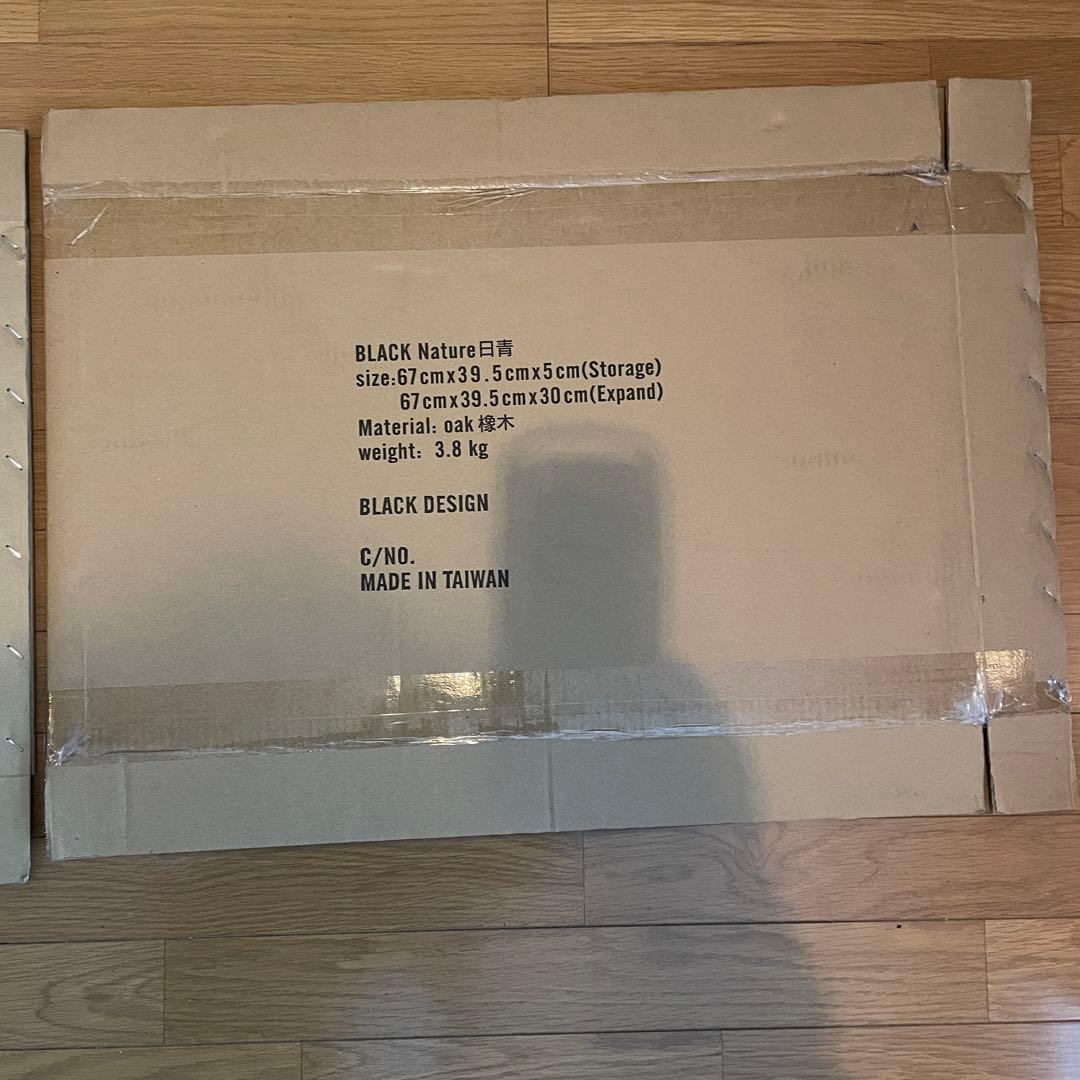 BLACK Nature日青
size:67cmx39.5cmx5cm(Storage)
67cmx39.5cmx30cm(Expand)
Material: oak 橡木
weight: 3.8 kg
BLACK DESIGN
C/NO.
MADE IN TAIWAN